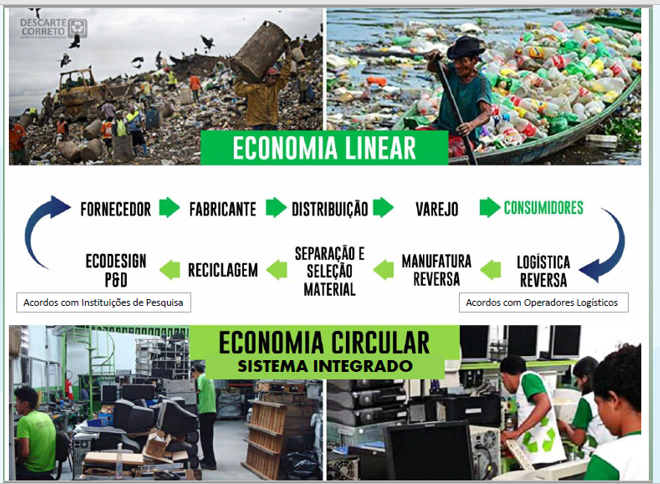 DESCARTE
CORRETO
ECONOMIA LINEAR
FORNECEDOR
FABRICANTE
DISTRIBUIÇÃO
VAREJO
CONSUMIDORES
ECODESIGN
P&D
RECICLAGEM
SEPARAÇÃO E
SELEÇÃO
MATERIAL
MANUFATURA
REVERSA
LOGÍSTICA
REVERSA
Acordos com Instituições de Pesquisa
Acordos com Operadores Logísticos
ECONOMIA CIRCULAR
SISTEMA INTEGRADO